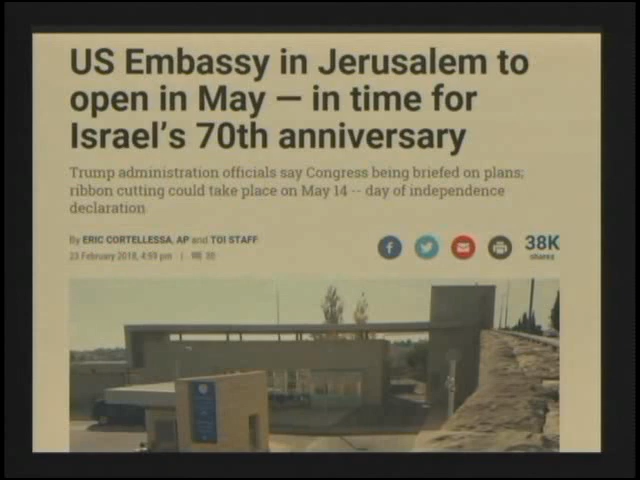 US Embassy in Jerusalem to
open in May — in time for
Israel's 70th anniversary
Trump administration officials say Congress being briefed on plans;
ribbon cutting could take place on May 14 -- day of independence
declaration
By ERIC CORTELLESSA, AP and TOI STAFF
23 February 2018, 4:59 pm
38K
shares